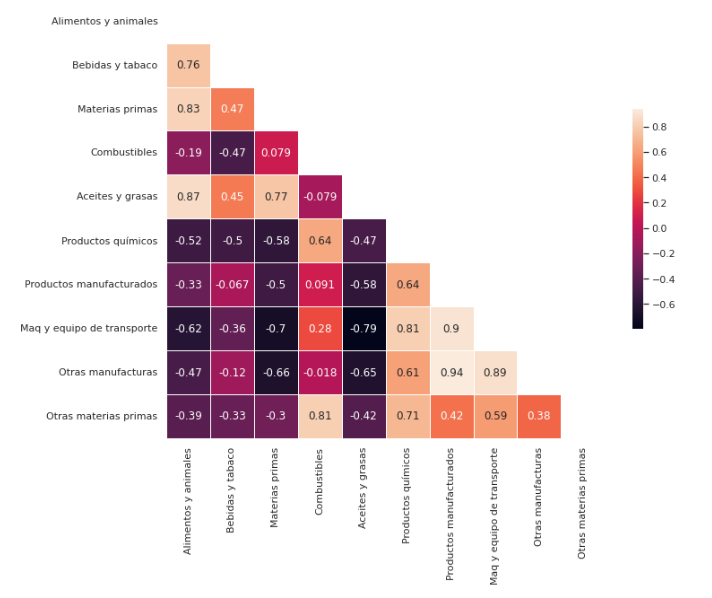 Alimentos y animales
Bebidas y tabaco 0.76
Materias primas 0.83 0.47
Combustibles -0.19 -0.47 0.079
Aceites y grasas 0.87 0.45 0.77 -0.079
Productos químicos -0.52 -0.5 -0.58 0.64 -0.47
Productos manufacturados -0.33 -0.067 -0.5 0.091 -0.58 0.64
Maq y equipo de transporte -0.62 -0.36 -0.7 0.28 -0.79 0.81 0.9
Otras manufacturas -0.47 -0.12 -0.66 -0.018 -0.65 0.61 0.94 0.89
Otras materias primas -0.39 -0.33 -0.3 0.81 -0.42 0.71 0.42 0.59 0.38
Alimentos y animales
Bebidas y tabaco
Materias primas
Combustibles
Aceites y grasas
Productos químicos
Productos manufacturados
Maq y equipo de transporte
Otras manufacturas
Otras materias primas
0.8
0.6
0.4
0.2
0.0
−0.2
−0.4
−0.6